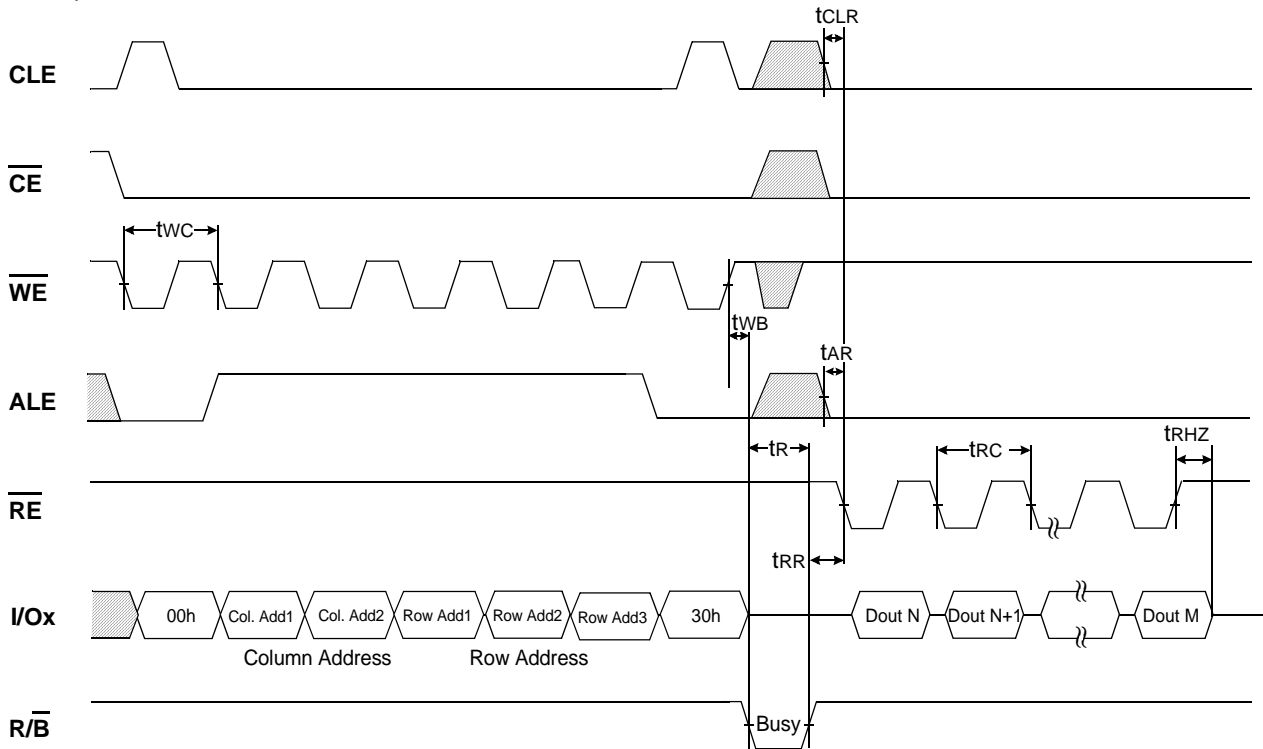 tCLR
CLE
CE
tWC
WE
tWB
tAR
ALE
tR
tRC
tRHZ
RE
tRR
I/Ox
00h
Col. Add1
Col. Add2
Row Add1
Row Add2
Row Add3
30h
Dout N
Dout N+1
Dout M
Column Address
Row Address
R/B
Busy